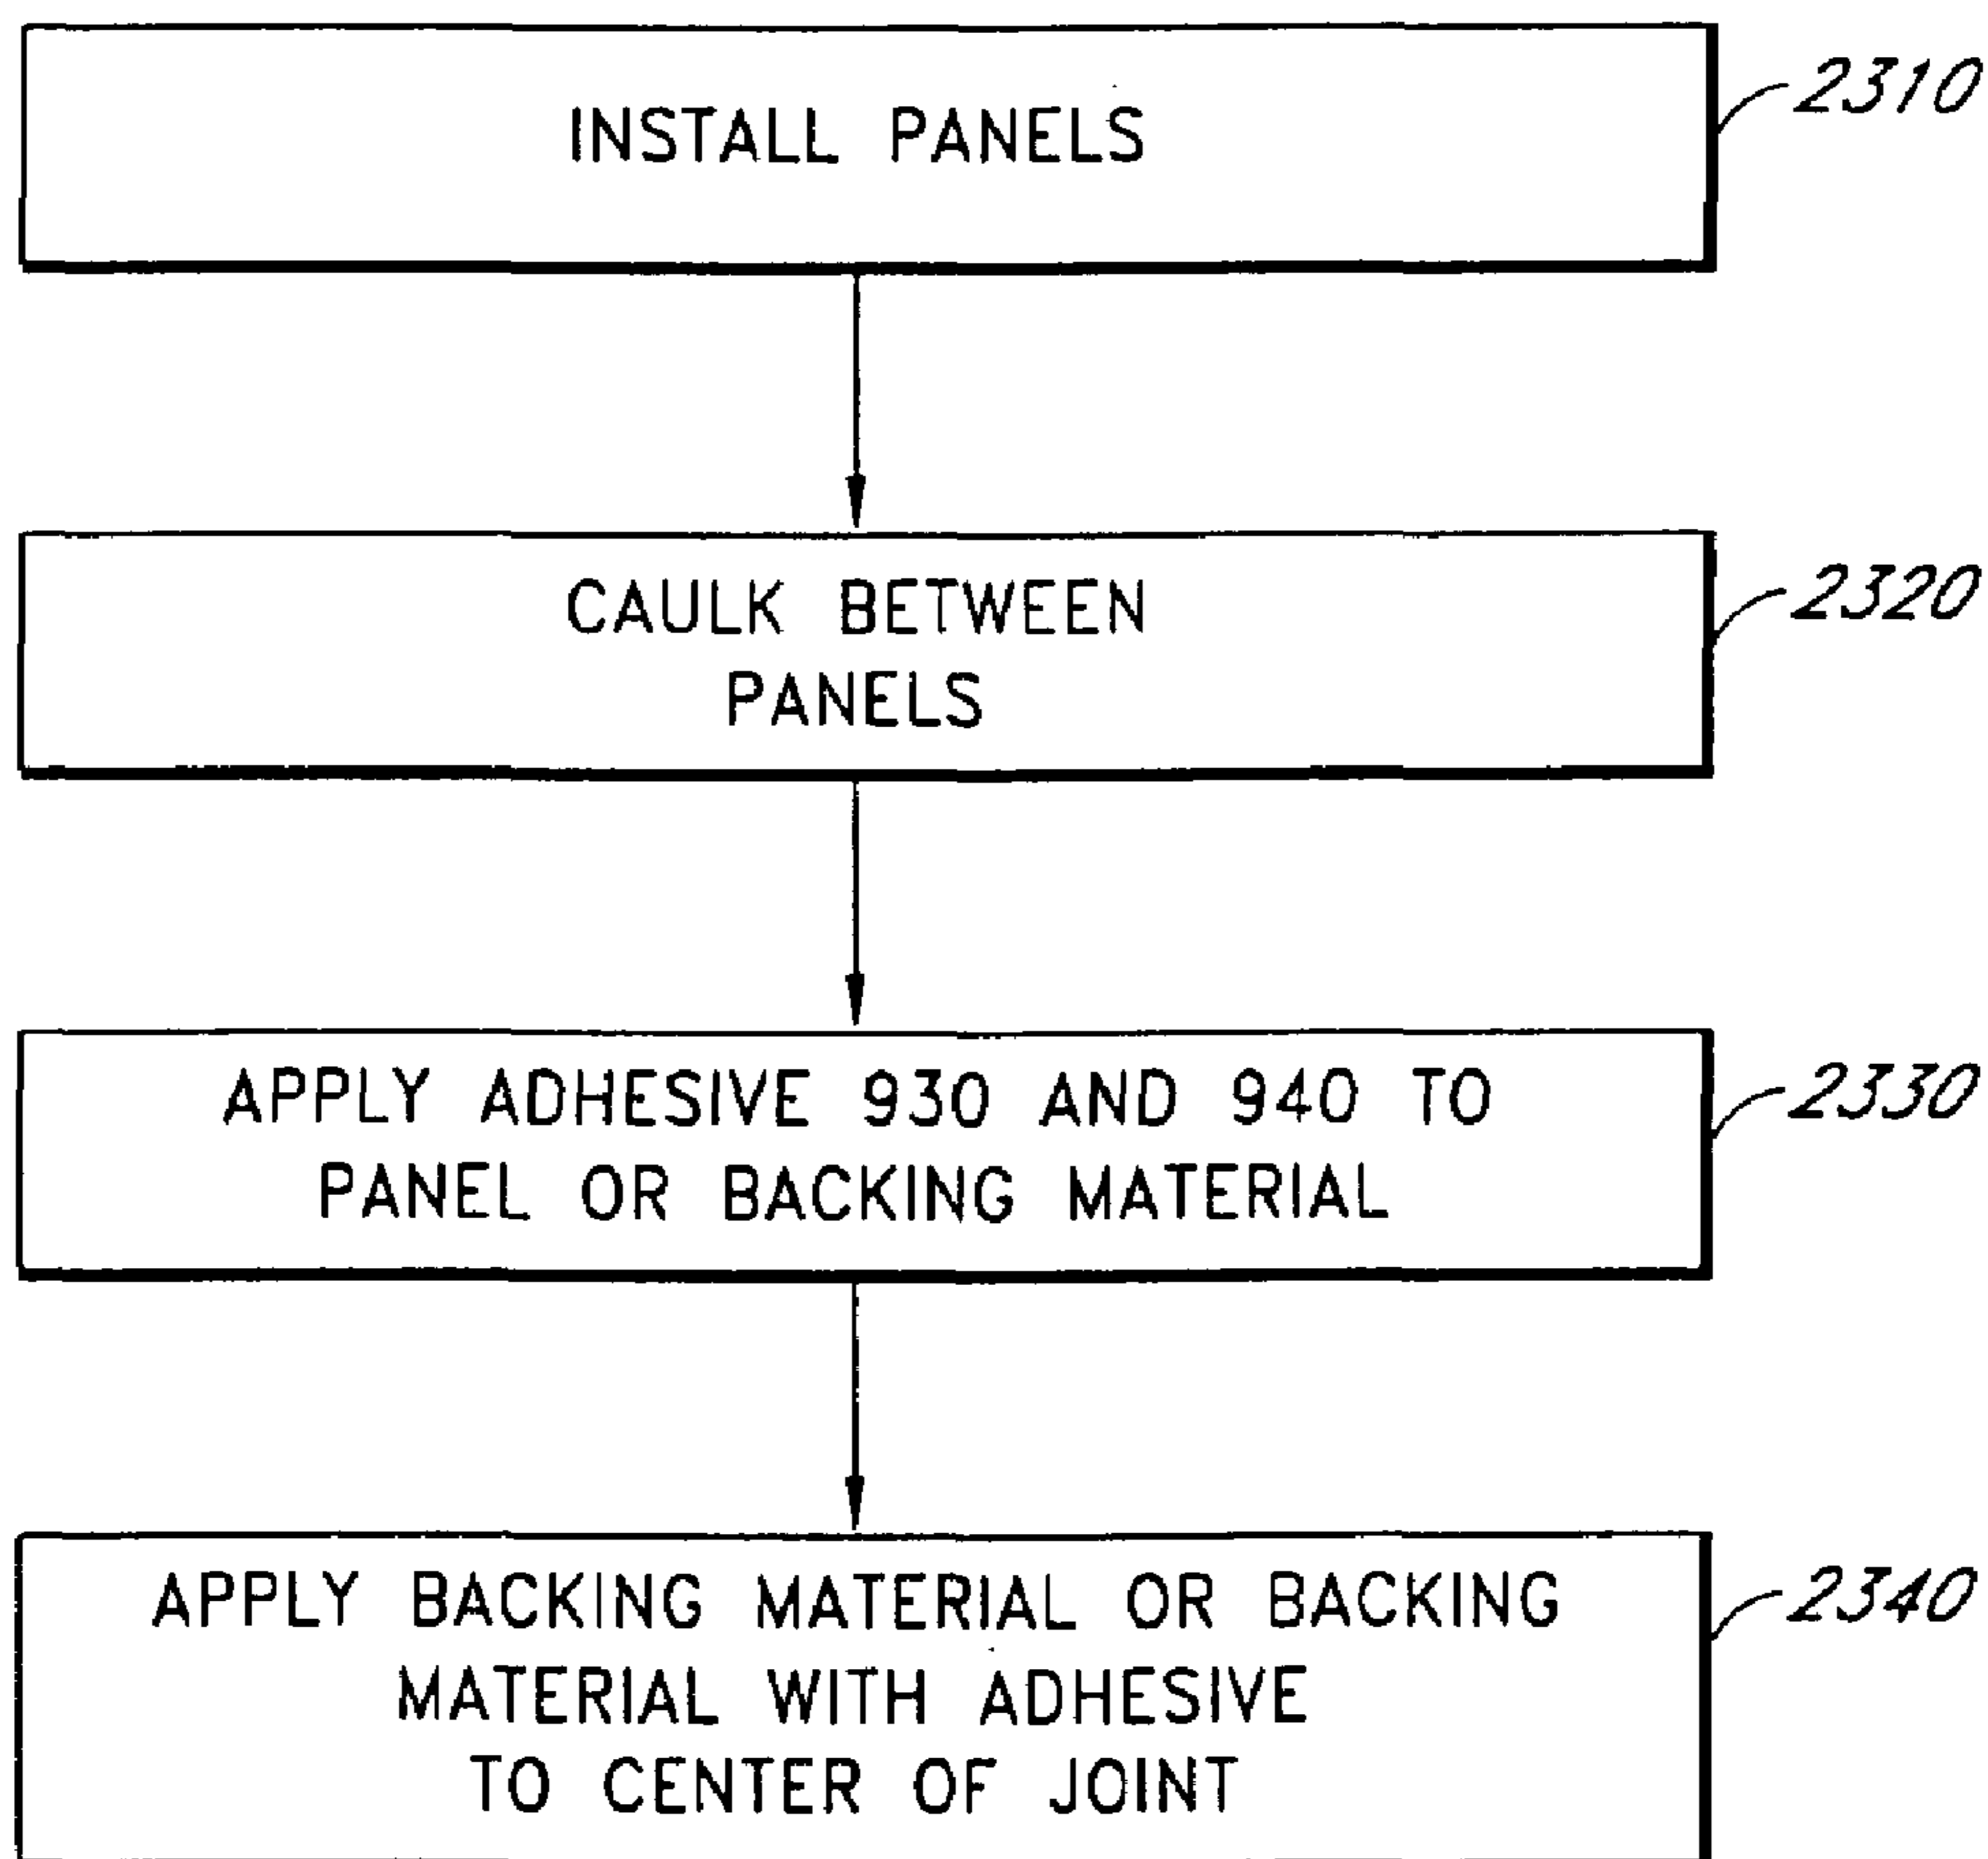 INSTALL PANELS
2310
CAULK BETWEEN
PANELS
2320
APPLY ADHESIVE 930 AND 940 TO
PANEL OR BACKING MATERIAL
2330
APPLY BACKING MATERIAL OR BACKING
MATERIAL WITH ADHESIVE
TO CENTER OF JOINT
2340